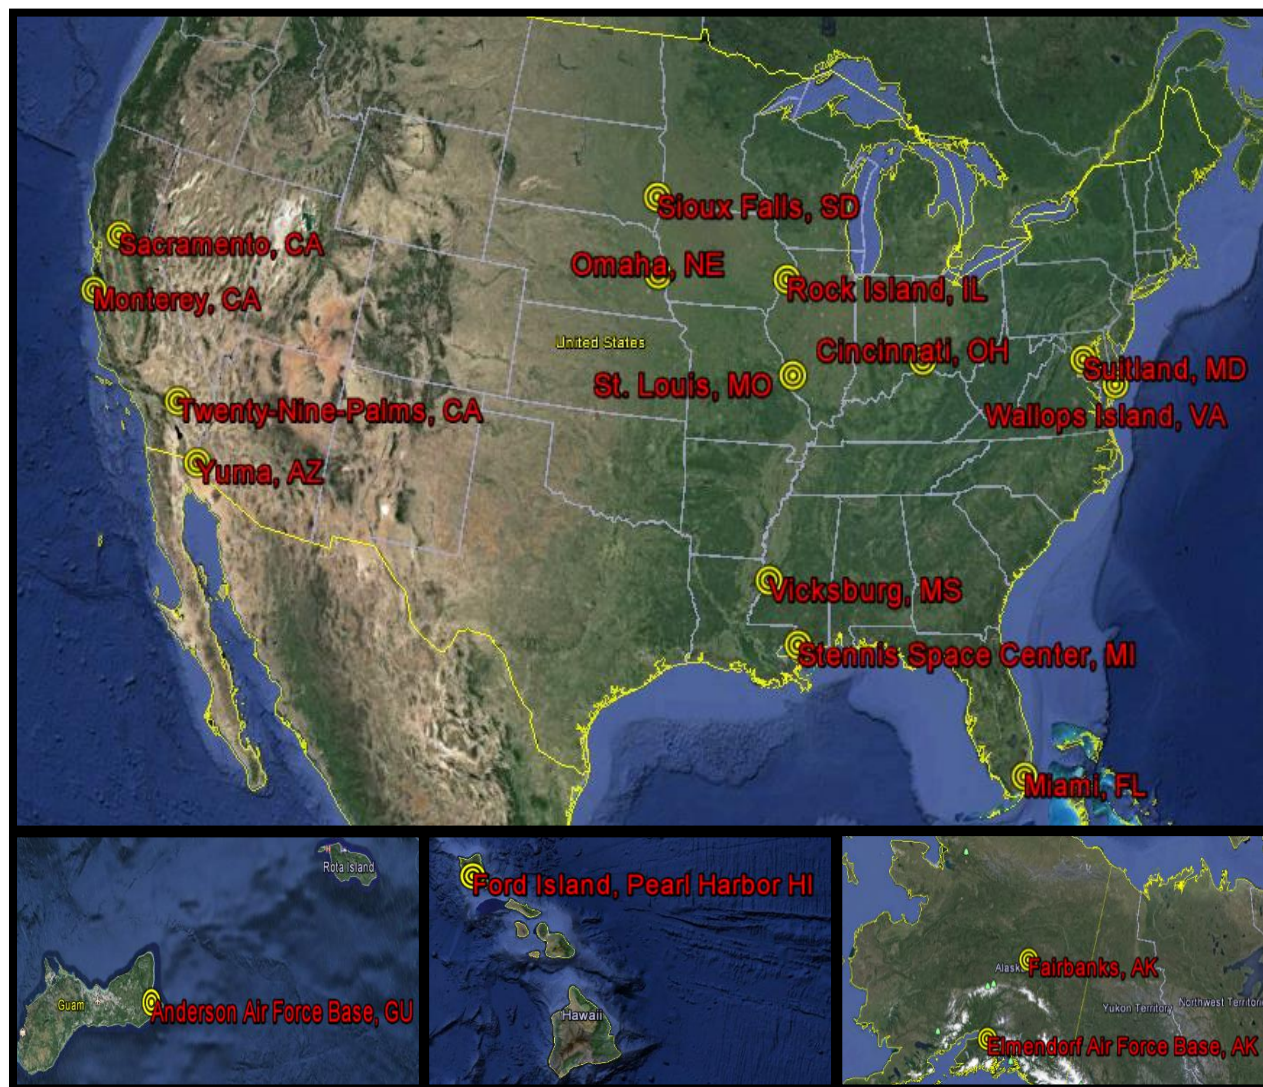 Sioux Falls, SD
Sacramento, CA
Omaha, NE
Monterey, CA
Rock Island, IL
United States
Cincinnati, OH
St. Louis, MO
Suitland, MD
Twenty-Nine-Palms, CA
Wallops Island, VA
Yuma, AZ
Vicksburg, MS
Stennis Space Center, MI
Miami, FL
Rota Island
Guam
Anderson Air Force Base, GU
Ford Island, Pearl Harbor HI
Hawaii
Fairbanks, AK
Yukon Territory
Elmendorf Air Force Base, AK